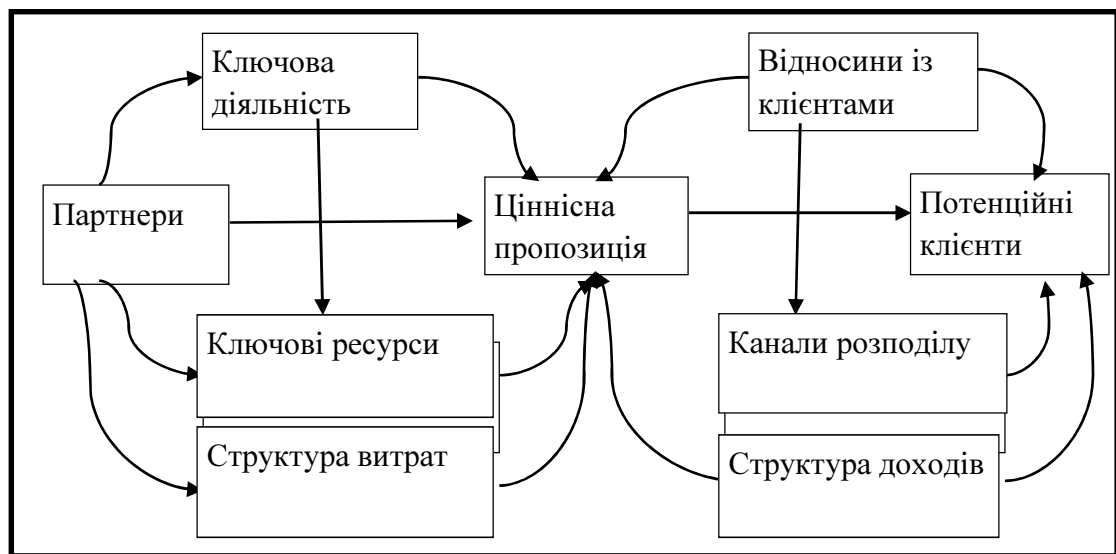 Ключова
діяльність
Відносини із
клієнтами
Партнери
Ціннісна
пропозиція
Потенційні
клієнти
Ключові ресурси
Канали розподілу
Структура витрат
Структура доходів